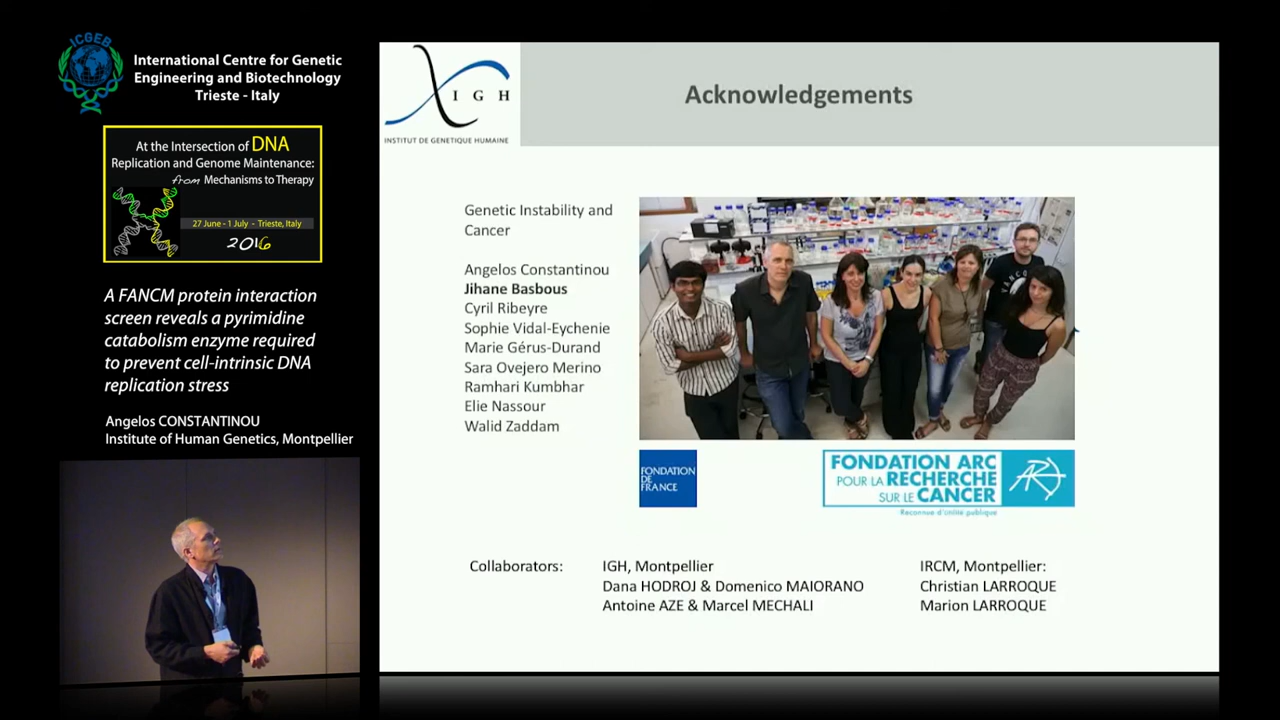 ICGEB
International Centre for Genetic
Engineering and Biotechnology
Trieste - Italy
At the Intersection of DNA
Replication and Genome Maintenance:
from Mechanisms to Therapy
27 June - 1 July - Trieste, Italy
2016
A FANCM protein interaction
screen reveals a pyrimidine
catabolism enzyme required
to prevent cell-intrinsic DNA
replication stress
Angelos CONSTANTINOU
Institute of Human Genetics, Montpellier
IGH
INSTITUT DE GENETIQUE HUMAINE
Acknowledgements
Genetic Instability and
Cancer
Angelos Constantinou
Jihane Basbous
Cyril Ribeyre
Sophie Vidal-Eychenie
Marie Gérus-Durand
Sara Ovejero Merino
Ramhari Kumbhar
Elie Nassour
Walid Zaddam
FONDATION
DE
FRANCE
FONDATION ARC
POUR LA RECHERCHE
SUR LE CANCER
ARC
Reconnue d'utilité publique
Collaborators:
IGH, Montpellier
Dana HODROJ & Domenico MAIORANO
Antoine AZE & Marcel MECHALI
IRCM, Montpellier:
Christian LARROQUE
Marion LARROQUE